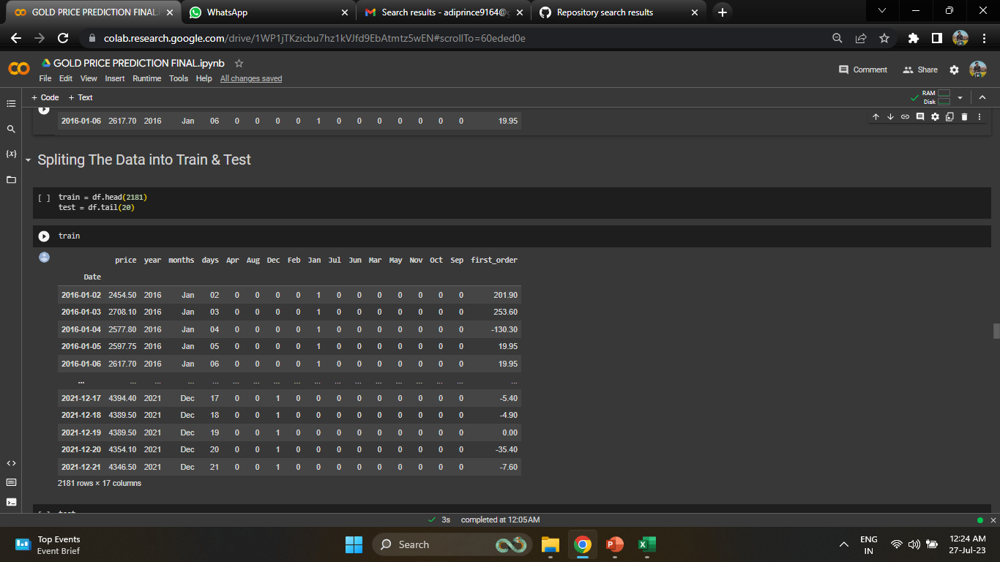 GOLD PRICE PREDICTION FINAL.i
WhatsApp
Search results - adiprince9164@g
Repository search results
colab.research.google.com/drive/1WP1jTKzicbu7hz1kVJfd9EbAtmtz5wEN#scrollTo=60eded0e
GOLD PRICE PREDICTION FINAL.ipynb
Comment
Share
File Edit View Insert Runtime Tools Help All changes saved
+ Code + Text
RAM
Disk
2016-01-06 2617.70 2016 Jan 06 0 0 0 0 1 0 0 0 0 0 0 0 19.95
{x}
Spliting The Data into Train & Test
[ ] train = df.head(2181)
test = df.tail(20)
train
price year months days Apr Aug Dec Feb Jan Jul Jun Mar May Nov Oct Sep first_order
Date
2016-01-02 2454.50 2016 Jan 02 0 0 0 0 1 0 0 0 0 0 0 0 201.90
2016-01-03 2708.10 2016 Jan 03 0 0 0 0 1 0 0 0 0 0 0 0 253.60
2016-01-04 2577.80 2016 Jan 04 0 0 0 0 1 0 0 0 0 0 0 0 -130.30
2016-01-05 2597.75 2016 Jan 05 0 0 0 0 1 0 0 0 0 0 0 0 19.95
2016-01-06 2617.70 2016 Jan 06 0 0 0 0 1 0 0 0 0 0 0 0 19.95
... ... ... ... ... ... ... ... ... ... ... ... ... ... ... ... ... ...
2021-12-17 4394.40 2021 Dec 17 0 0 1 0 0 0 0 0 0 0 0 0 -5.40
2021-12-18 4389.50 2021 Dec 18 0 0 1 0 0 0 0 0 0 0 0 0 -4.90
2021-12-19 4389.50 2021 Dec 19 0 0 1 0 0 0 0 0 0 0 0 0 0.00
2021-12-20 4354.10 2021 Dec 20 0 0 1 0 0 0 0 0 0 0 0 0 -35.40
2021-12-21 4346.50 2021 Dec 21 0 0 1 0 0 0 0 0 0 0 0 0 -7.60
2181 rows × 17 columns
[ ] test
3s completed at 12:05 AM
Top Events
Event Brief
Search
ENG
IN
12:24 AM
27-Jul-23